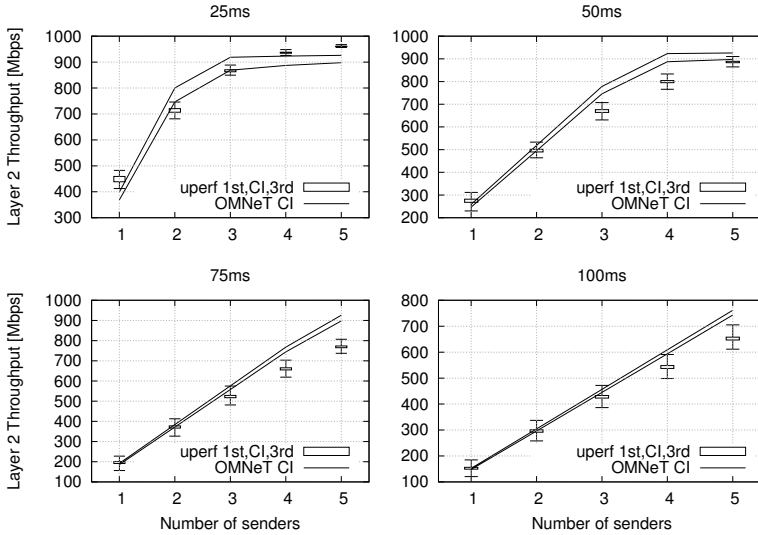 25ms
Layer 2 Throughput [Mbps]
1000
900
800
700
600
500
400
300
1 2 3 4 5
uperf 1st,CI,3rd
OMNeT CI
50ms
1000
900
800
700
600
500
400
300
200
1 2 3 4 5
uperf 1st,CI,3rd
OMNeT CI
75ms
Layer 2 Throughput [Mbps]
1000
900
800
700
600
500
400
300
200
100
1 2 3 4 5
Number of senders
uperf 1st,CI,3rd
OMNeT CI
100ms
800
700
600
500
400
300
200
100
1 2 3 4 5
Number of senders
uperf 1st,CI,3rd
OMNeT CI